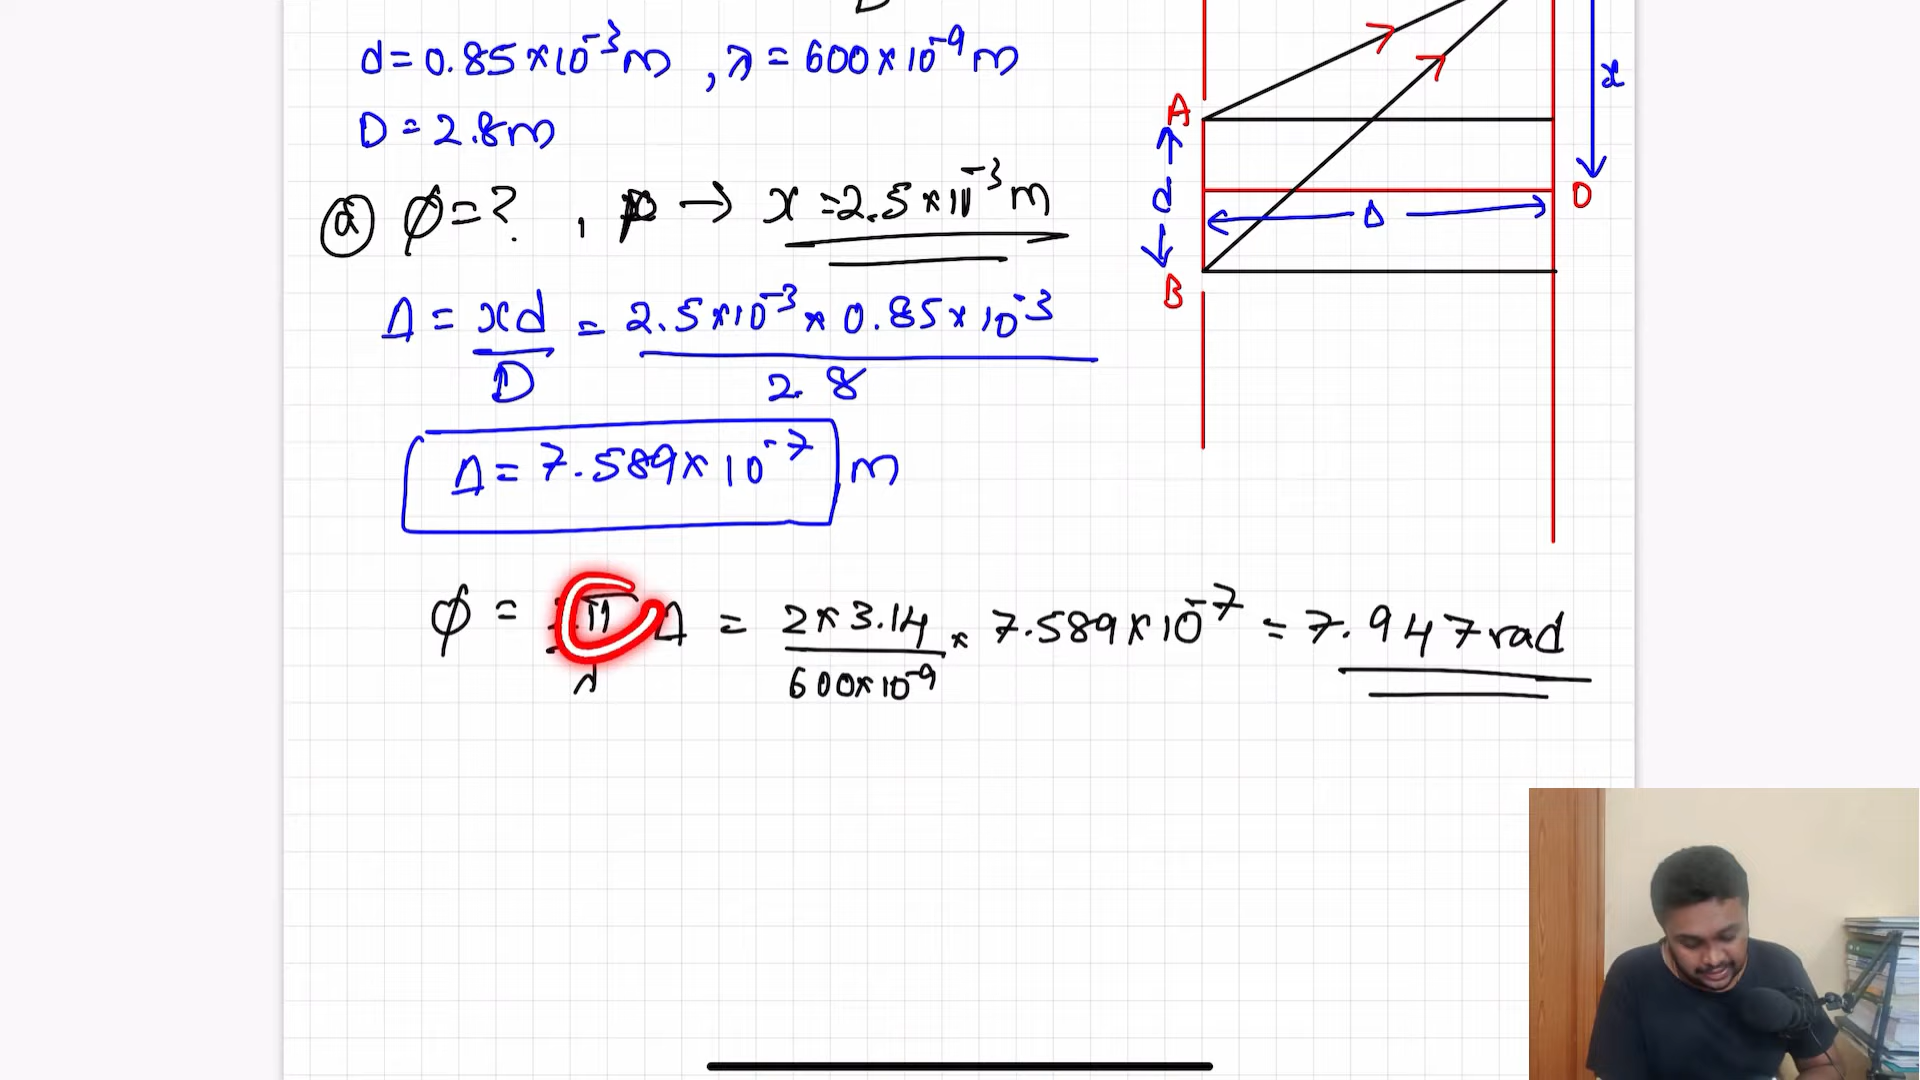 d = 0.85 × 10⁻³ m , λ = 600 × 10⁻⁹ m
D = 2.8 m
ⓐ φ = ? , P → x = 2.5 × 10⁻³ m
Δ = xd/D = 2.5 × 10⁻³ × 0.85 × 10⁻³ / 2.8
Δ = 7.589 × 10⁻⁷ m
φ = π/λ Δ = 2 × 3.14 / 600 × 10⁻⁹ × 7.589 × 10⁻⁷ = 7.947 rad
A
d
B
D
x
O